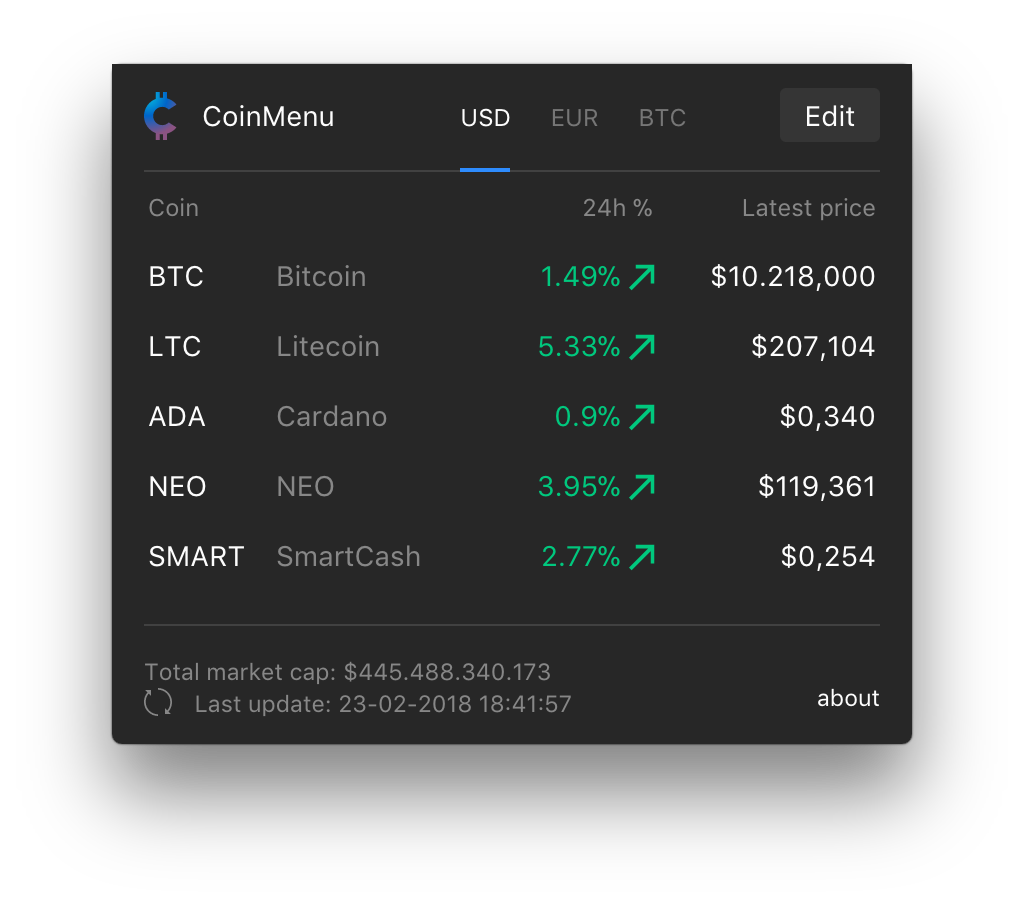 CoinMenu USD EUR BTC Edit
Coin 24h % Latest price
BTC Bitcoin 1.49% $10.218,000
LTC Litecoin 5.33% $207,104
ADA Cardano 0.9% $0,340
NEO NEO 3.95% $119,361
SMART SmartCash 2.77% $0,254
Total market cap: $445.488.340.173
Last update: 23-02-2018 18:41:57 about